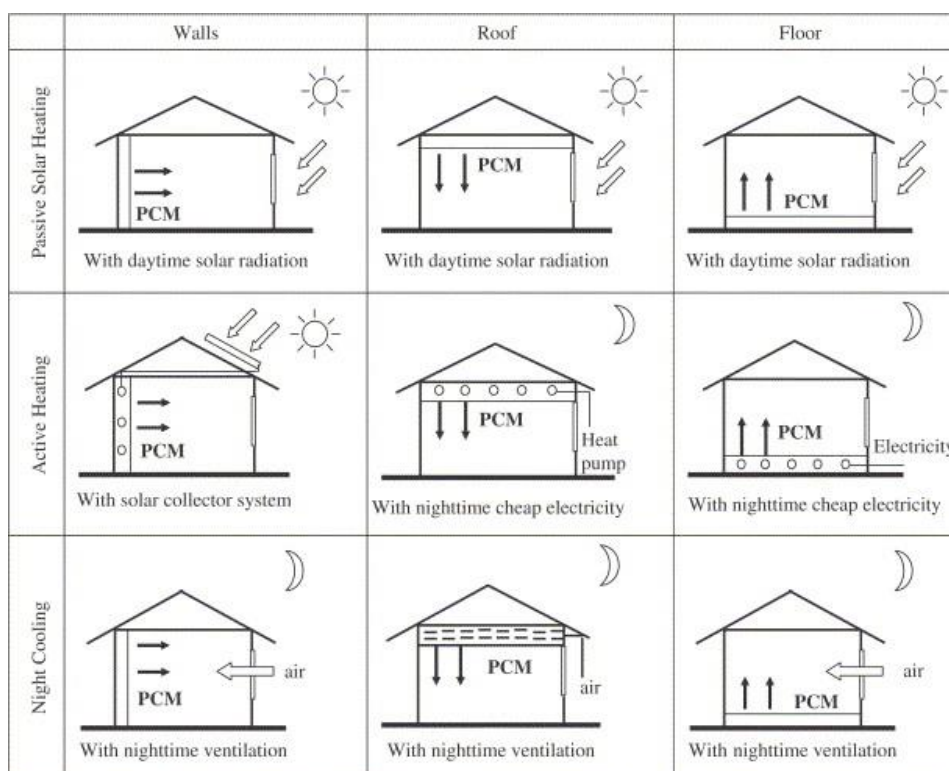 Walls
Roof
Floor
Passive Solar Heating
PCM
With daytime solar radiation
PCM
With daytime solar radiation
PCM
With daytime solar radiation
Active Heating
PCM
With solar collector system
PCM
Heat
pump
With nighttime cheap electricity
PCM
Electricity
With nighttime cheap electricity
Night Cooling
air
PCM
With nighttime ventilation
PCM
air
With nighttime ventilation
air
PCM
With nighttime ventilation